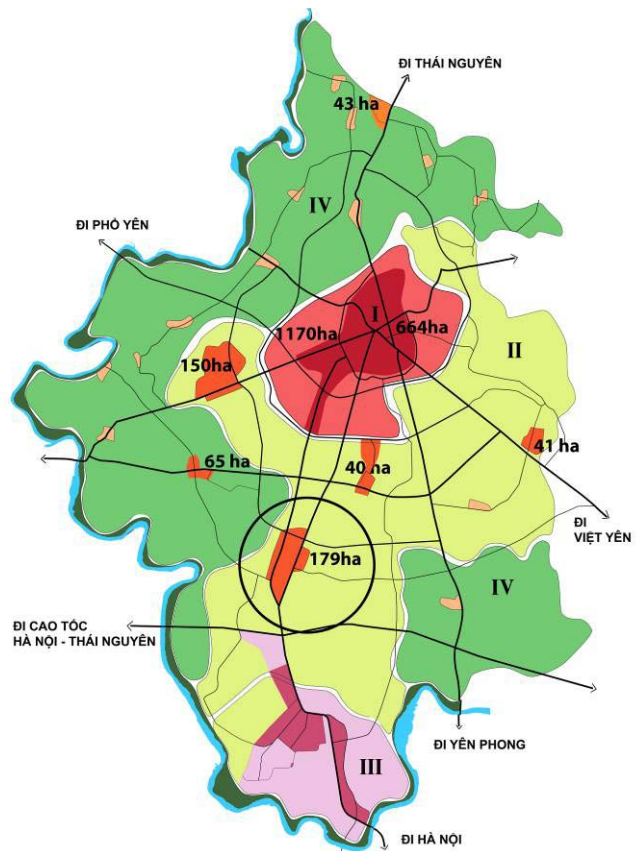 ĐI THÁI NGUYÊN
43 ha
IV
ĐI PHỔ YÊN
I
1170ha
664ha
II
150ha
41 ha
65 ha
40 ha
ĐI
VIỆT YÊN
179ha
IV
ĐI CAO TỐC
HÀ NỘI - THÁI NGUYÊN
ĐI YÊN PHONG
III
ĐI HÀ NỘI